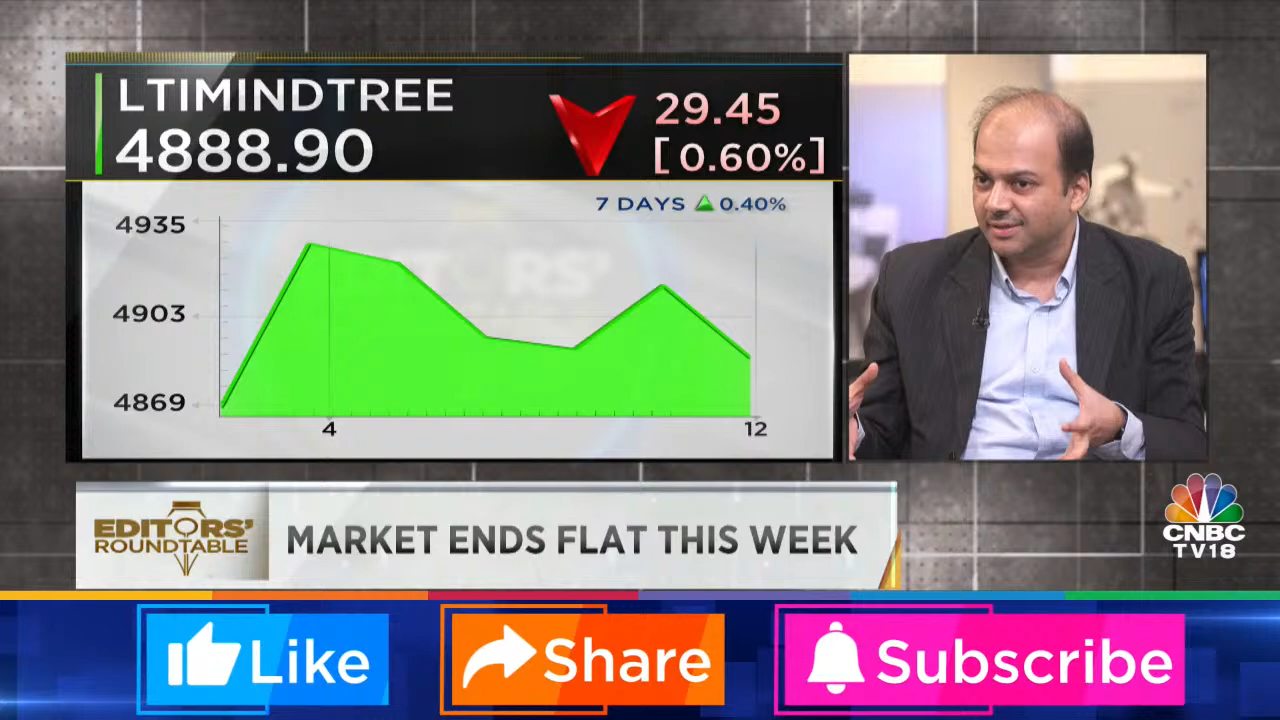 LTIMINDTREE
4888.90
29.45
[0.60%]
7 DAYS 0.40%
4935
4903
4869
4
12
EDITORS'
ROUNDTABLE
MARKET ENDS FLAT THIS WEEK
CNBC
TV18
Like
Share
Subscribe